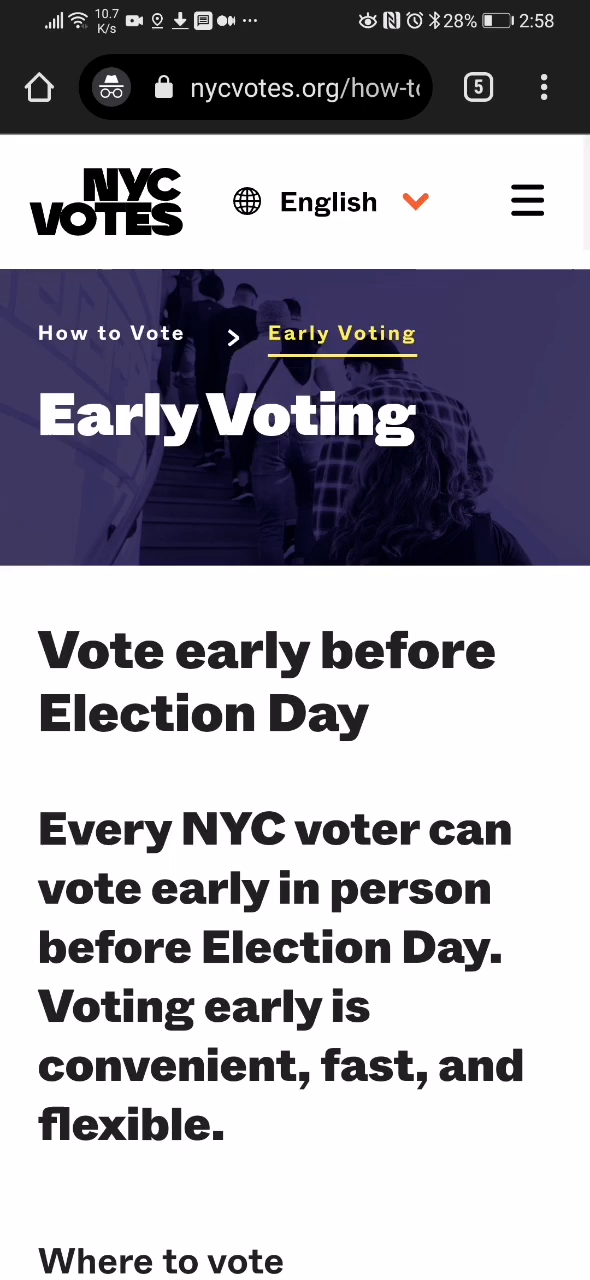 10.7
K/s
28%
2:58
nycvotes.org/how-t
5
NYC
VOTES
English
How to Vote > Early Voting
Early Voting
Vote early before
Election Day
Every NYC voter can
vote early in person
before Election Day.
Voting early is
convenient, fast, and
flexible.
Where to vote